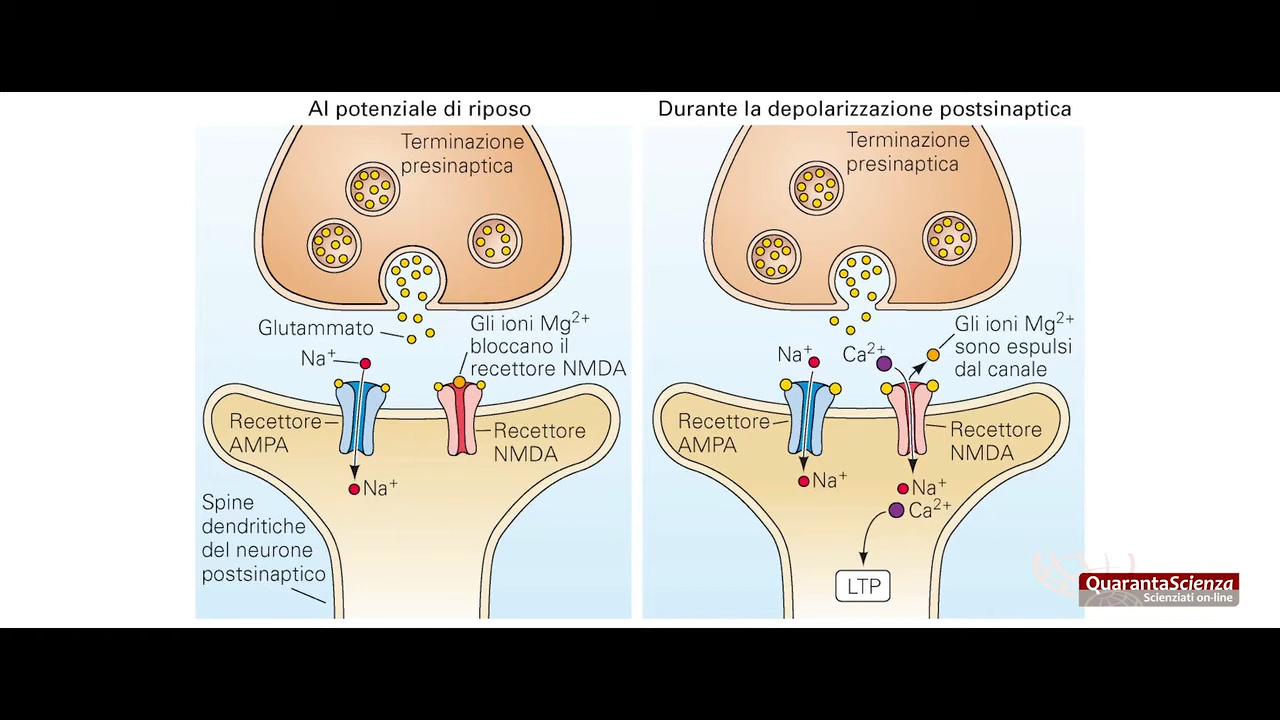 Al potenziale di riposo
Terminazione
presinaptica
Glutammato
Gli ioni Mg2+
bloccano il
recettore NMDA
Na+
Recettore
AMPA
Recettore
NMDA
Na+
Spine
dendritiche
del neurone
postsinaptico
Durante la depolarizzazione postsinaptica
Terminazione
presinaptica
Gli ioni Mg2+
sono espulsi
dal canale
Na+
Ca2+
Recettore
AMPA
Recettore
NMDA
Na+
Na+
Ca2+
LTP
QuarantaScienza
Scienziati on-line